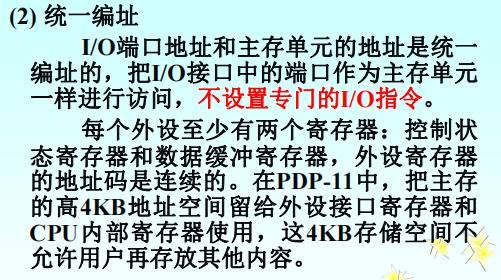 (2) 统一编址
I/O端口地址和主存单元的地址是统一
编址的，把I/O接口中的端口作为主存单元
一样进行访问，不设置专门的I/O指令。
每个外设至少有两个寄存器：控制状
态寄存器和数据缓冲寄存器，外设寄存器
的地址码是连续的。在PDP-11中，把主存
的高4KB地址空间留给外设接口寄存器和
CPU内部寄存器使用，这4KB存储空间不
允许用户再存放其他内容。